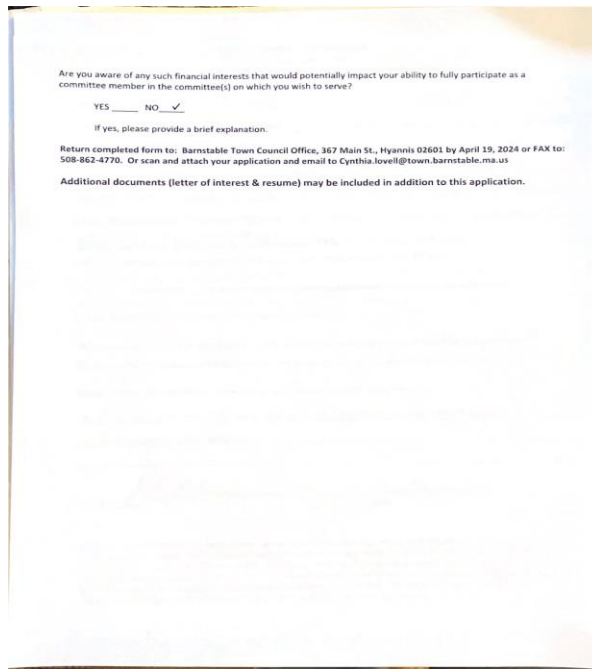 Are you aware of any such financial interests that would potentially impact your ability to fully participate as a
committee member in the committee(s) on which you wish to serve?
YES _____ NO__✓_
If yes, please provide a brief explanation.
Return completed form to: Barnstable Town Council Office, 367 Main St., Hyannis 02601 by April 19, 2024 or FAX to:
508-862-4770. Or scan and attach your application and email to Cynthia.lovell@town.barnstable.ma.us
Additional documents (letter of interest & resume) may be included in addition to this application.